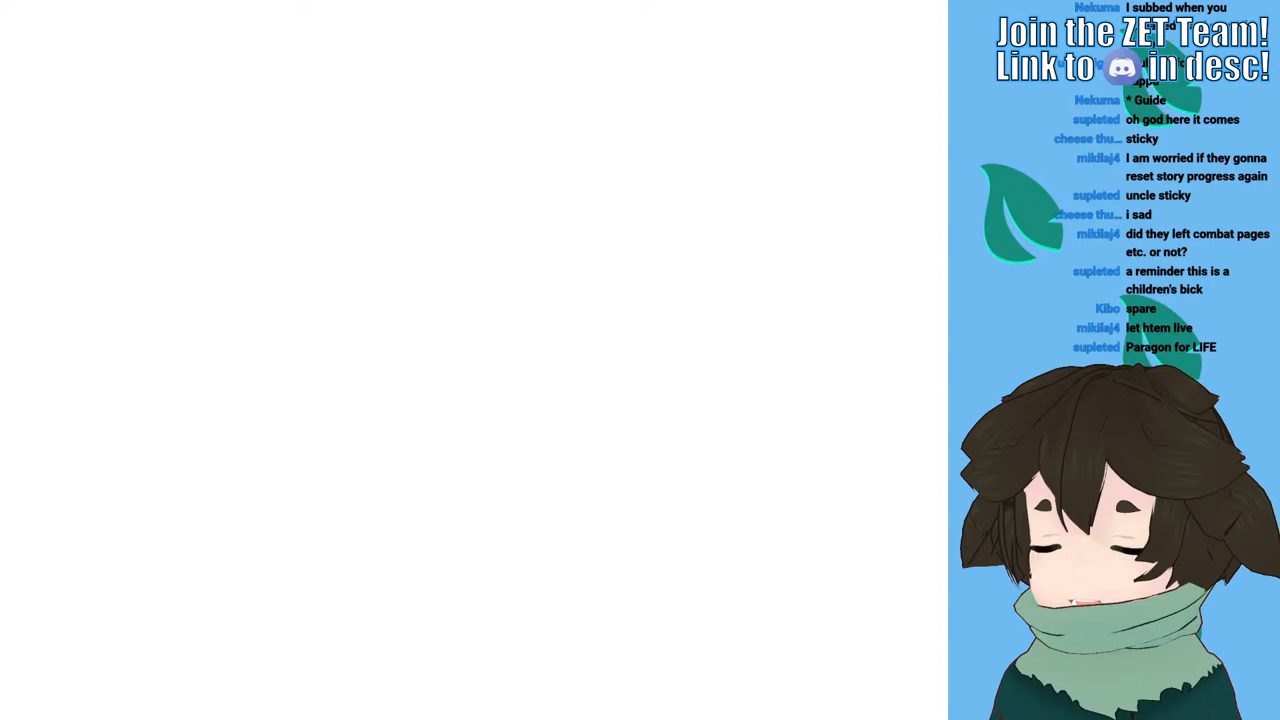 Nekuma I subbed when you
Join the ZET Team!
Link to in desc!
Nekuma * Guide
supleted oh god here it comes
cheese thu... sticky
mikilaj4 I am worried if they gonna
reset story progress again
supleted uncle sticky
cheese thu... i sad
mikilaj4 did they left combat pages
etc. or not?
supleted a reminder this is a
children's bick
Kibo spare
mikilaj4 let htem live
supleted Paragon for LIFE